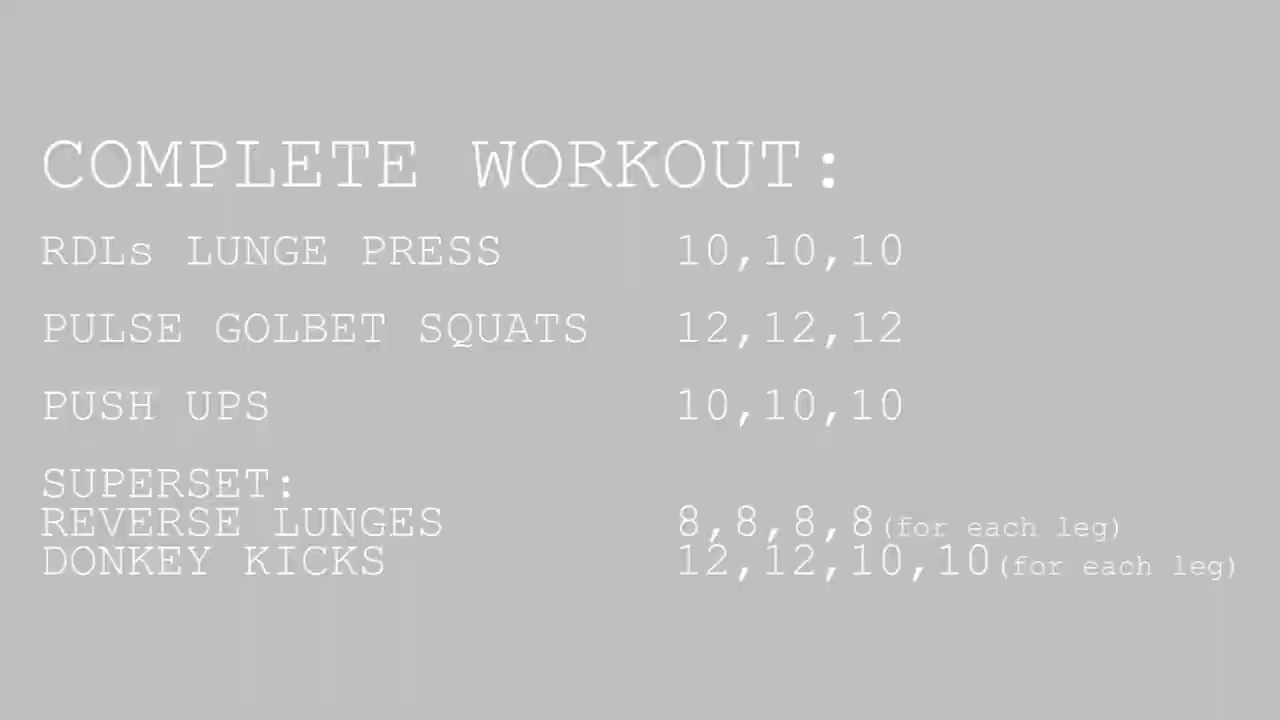 COMPLETE WORKOUT:
RDLs LUNGE PRESS 10,10,10
PULSE GOLBET SQUATS 12,12,12
PUSH UPS 10,10,10
SUPERSET:
REVERSE LUNGES 8,8,8,8(for each leg)
DONKEY KICKS 12,12,10,10(for each leg)